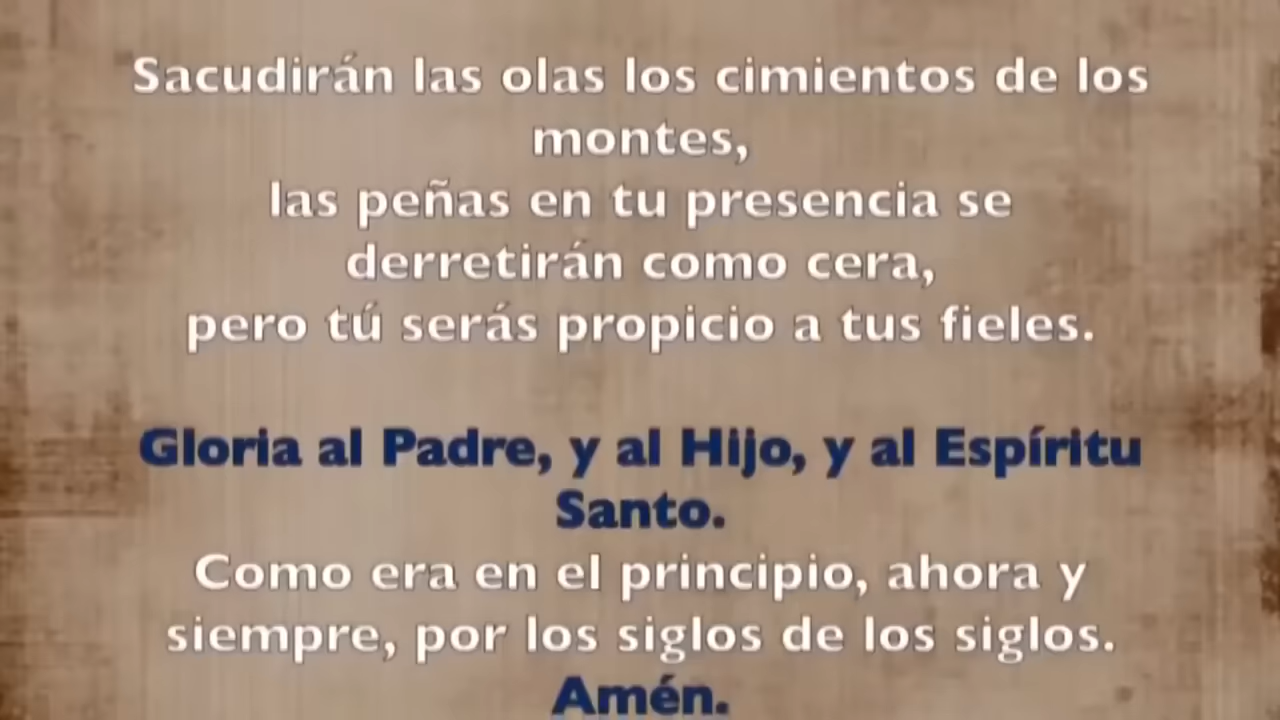 Sacudirán las olas los cimientos de los
montes,
las peñas en tu presencia se
derretirán como cera,
pero tú serás propicio a tus fieles.
Gloria al Padre, y al Hijo, y al Espíritu
Santo.
Como era en el principio, ahora y
siempre, por los siglos de los siglos.
Amén.